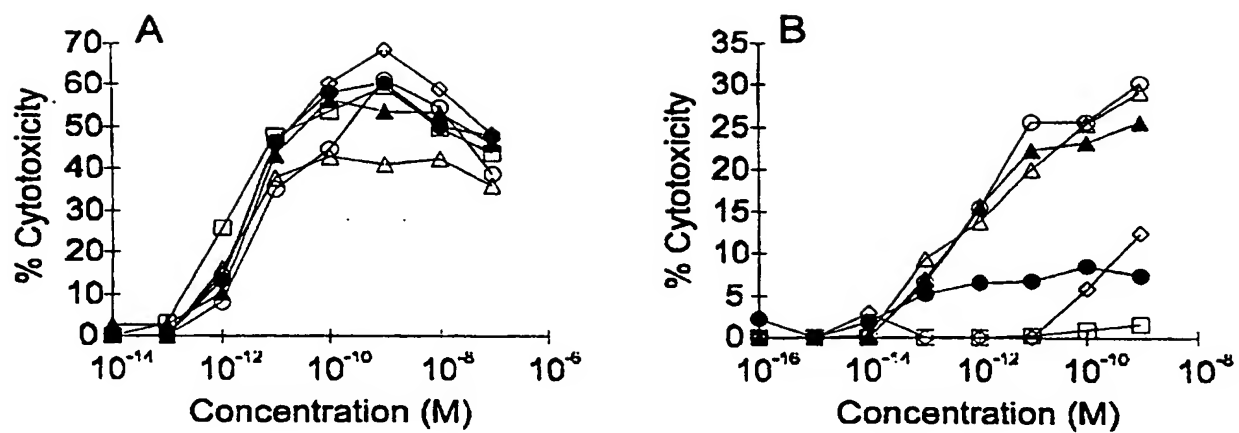 A
% Cytotoxicity
70
60
50
40
30
20
10
0
10⁻¹⁴ 10⁻¹² 10⁻¹⁰ 10⁻⁸ 10⁻⁶
Concentration (M)
B
% Cytotoxicity
35
30
25
20
15
10
5
0
10⁻¹⁶ 10⁻¹⁴ 10⁻¹² 10⁻¹⁰ 10⁻⁸
Concentration (M)